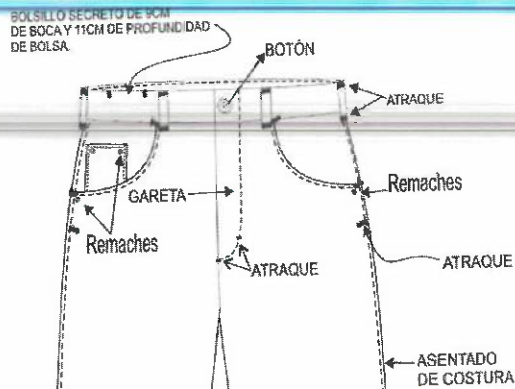 BOLSILLO SECRETO DE 9CM
DE BOCA Y 11CM DE PROFUNDIDAD
DE BOLSA.
BOTÓN
ATRAQUE
GARETA
Remaches
Remaches
ATRAQUE
ATRAQUE
ASENTADO
DE COSTURA